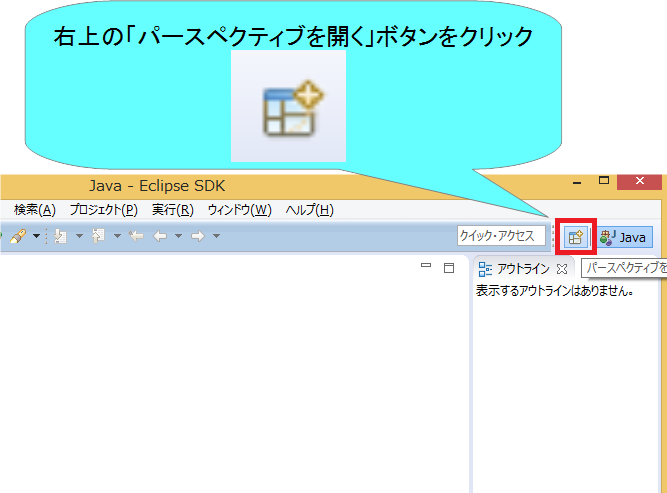 右上の「パースペクティブを開く」ボタンをクリック
Java - Eclipse SDK
検索(A) プロジェクト(P) 実行(R) ウィンドウ(W) ヘルプ(H)
クイック・アクセス
Java
アウトライン
パースペクティブを
表示するアウトラインはありません。